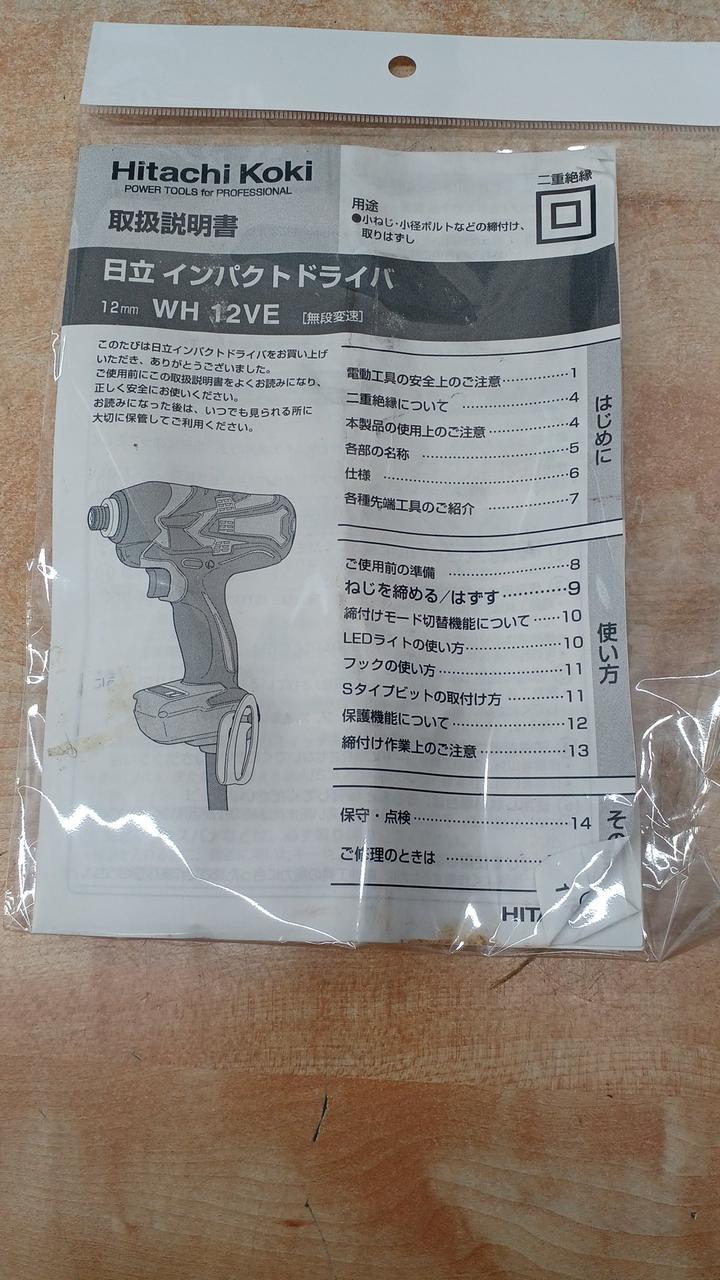 Hitachi Koki
POWER TOOLS for PROFESSIONAL
取扱説明書
用途
●小ねじ・小径ボルトなどの締付け、
取りはずし
二重絶縁
日立 インパクトドライバ
12mm WH 12VE [無段変速]
このたびは日立インパクトドライバをお買い上げ
いただき、ありがとうございました。
ご使用前にこの取扱説明書をよくお読みになり、
正しく安全にお使いください。
お読みになった後は、いつでも見られる所に
大切に保管してご利用ください。
はじめに
電動工具の安全上のご注意…………1
二重絶縁について…………4
本製品の使用上のご注意…………4
各部の名称…………5
仕様…………6
各種先端工具のご紹介…………7
使い方
ご使用前の準備…………8
ねじを締める／はずす…………9
締付けモード切替機能について……10
LEDライトの使い方…………10
フックの使い方…………11
Sタイプビットの取付け方…………11
保護機能について…………12
締付け作業上のご注意…………13
その
保守・点検…………14
ご修理のときは…………
HIT